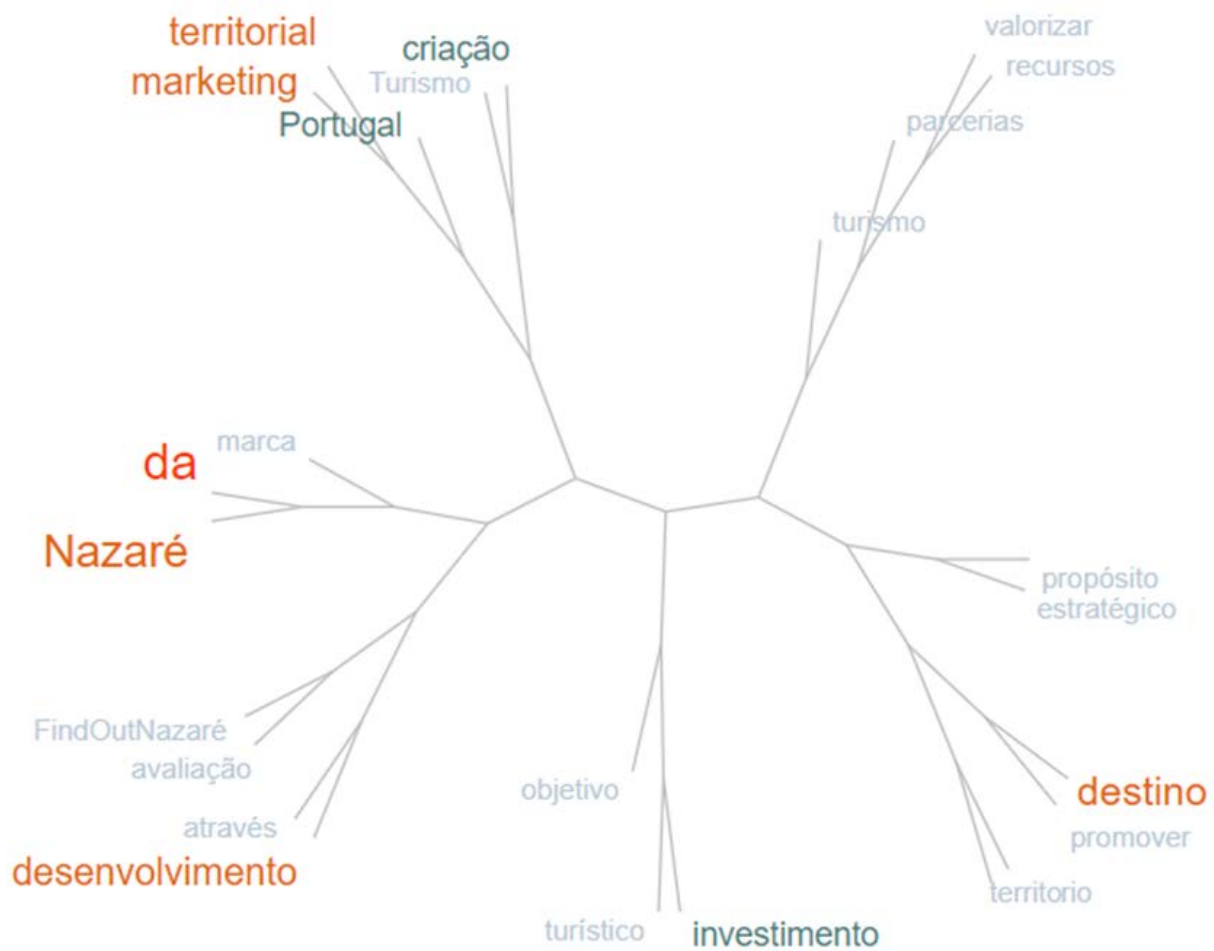 territorial
marketing
criação
Turismo
Portugal
valorizar
recursos
parcerias
turismo
marca
da
Nazaré
propósito
estratégico
FindOutNazaré
avaliação
através
desenvolvimento
objetivo
turístico
investimento
destino
promover
territorio